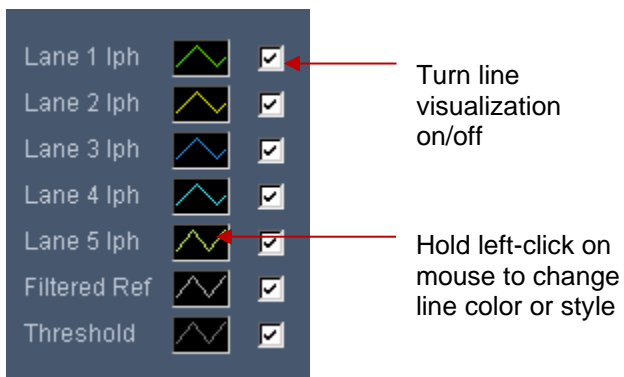 Lane 1 Iph
Lane 2 Iph
Lane 3 Iph
Lane 4 Iph
Lane 5 Iph
Filtered Ref
Threshold
Turn line
visualization
on/off
Hold left-click on
mouse to change
line color or style